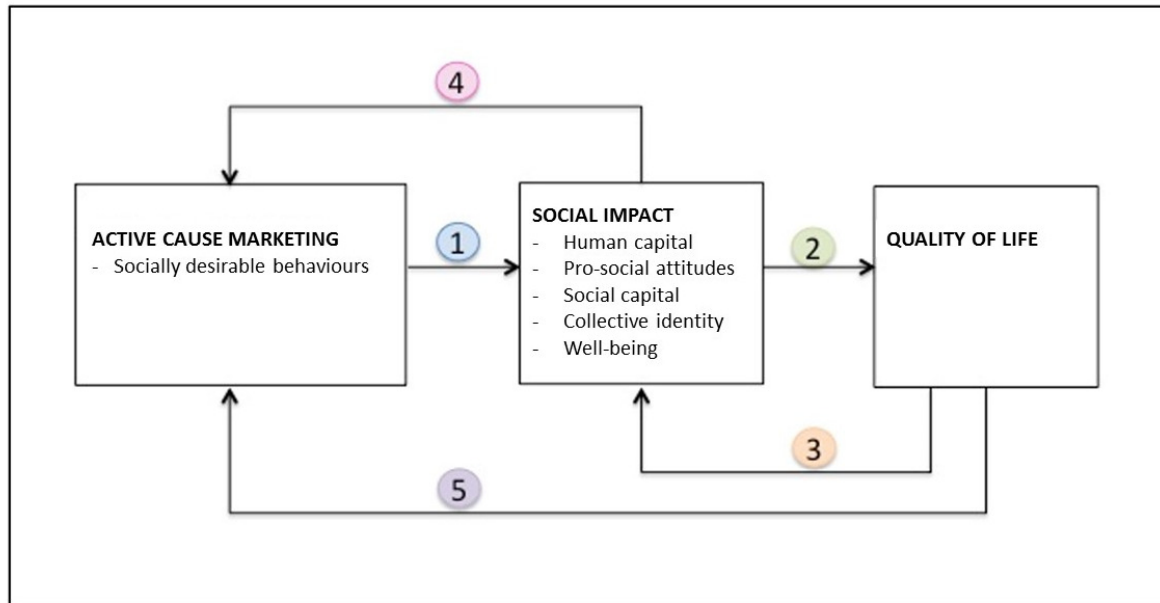 4
ACTIVE CAUSE MARKETING
- Socially desirable behaviours
1
SOCIAL IMPACT
- Human capital
- Pro-social attitudes
- Social capital
- Collective identity
- Well-being
2
QUALITY OF LIFE
3
5